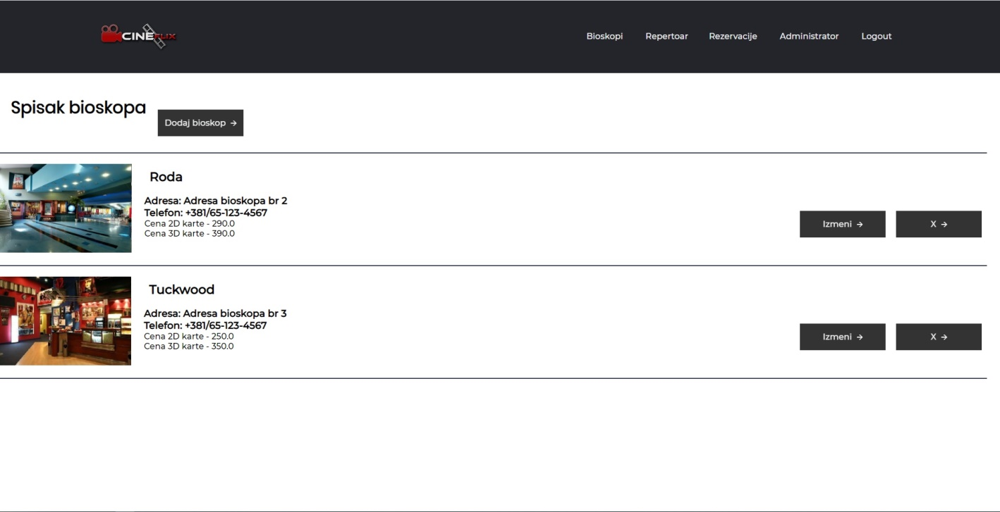 CINEFLIX
Bioskopi Repertoar Rezervacije Administrator Logout
Spisak bioskopa
Dodaj bioskop →
Roda
Adresa: Adresa bioskopa br 2
Telefon: +381/65-123-4567
Cena 2D karte - 290.0
Cena 3D karte - 390.0
Izmeni → X →
Tuckwood
Adresa: Adresa bioskopa br 3
Telefon: +381/65-123-4567
Cena 2D karte - 250.0
Cena 3D karte - 350.0
Izmeni → X →